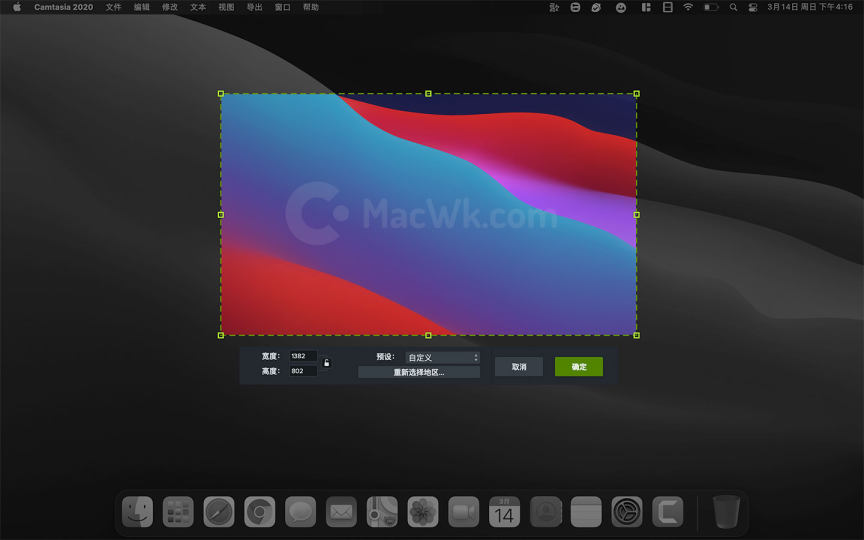 Camtasia 2020 文件 编辑 修改 文本 视图 导出 窗口 帮助 3月14日 周日 下午4:16
MacWk.com
宽度: 1382 预设: 自定义
高度: 802 重新选择地区... 取消 确定
3月
14